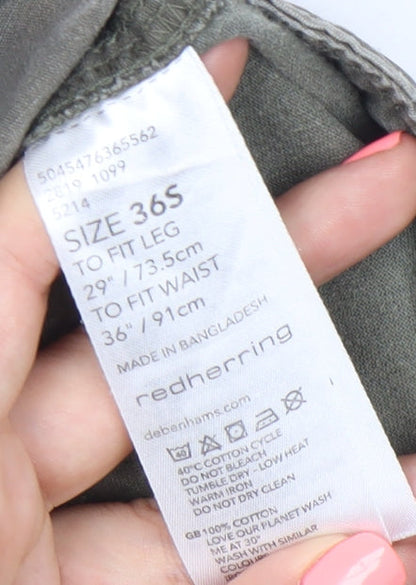 5045476365562
2819 1099
5214
SIZE 36S
TO FIT LEG
29" / 73.5cm
TO FIT WAIST
36" / 91cm
MADE IN BANGLADESH
redherring
debenhams.com
40
40°C COTTON CYCLE
DO NOT BLEACH
TUMBLE DRY - LOW HEAT
WARM IRON
DO NOT DRY CLEAN
GB 100% COTTON
LOVE OUR PLANET WASH
ME AT 30°
WASH WITH SIMILAR